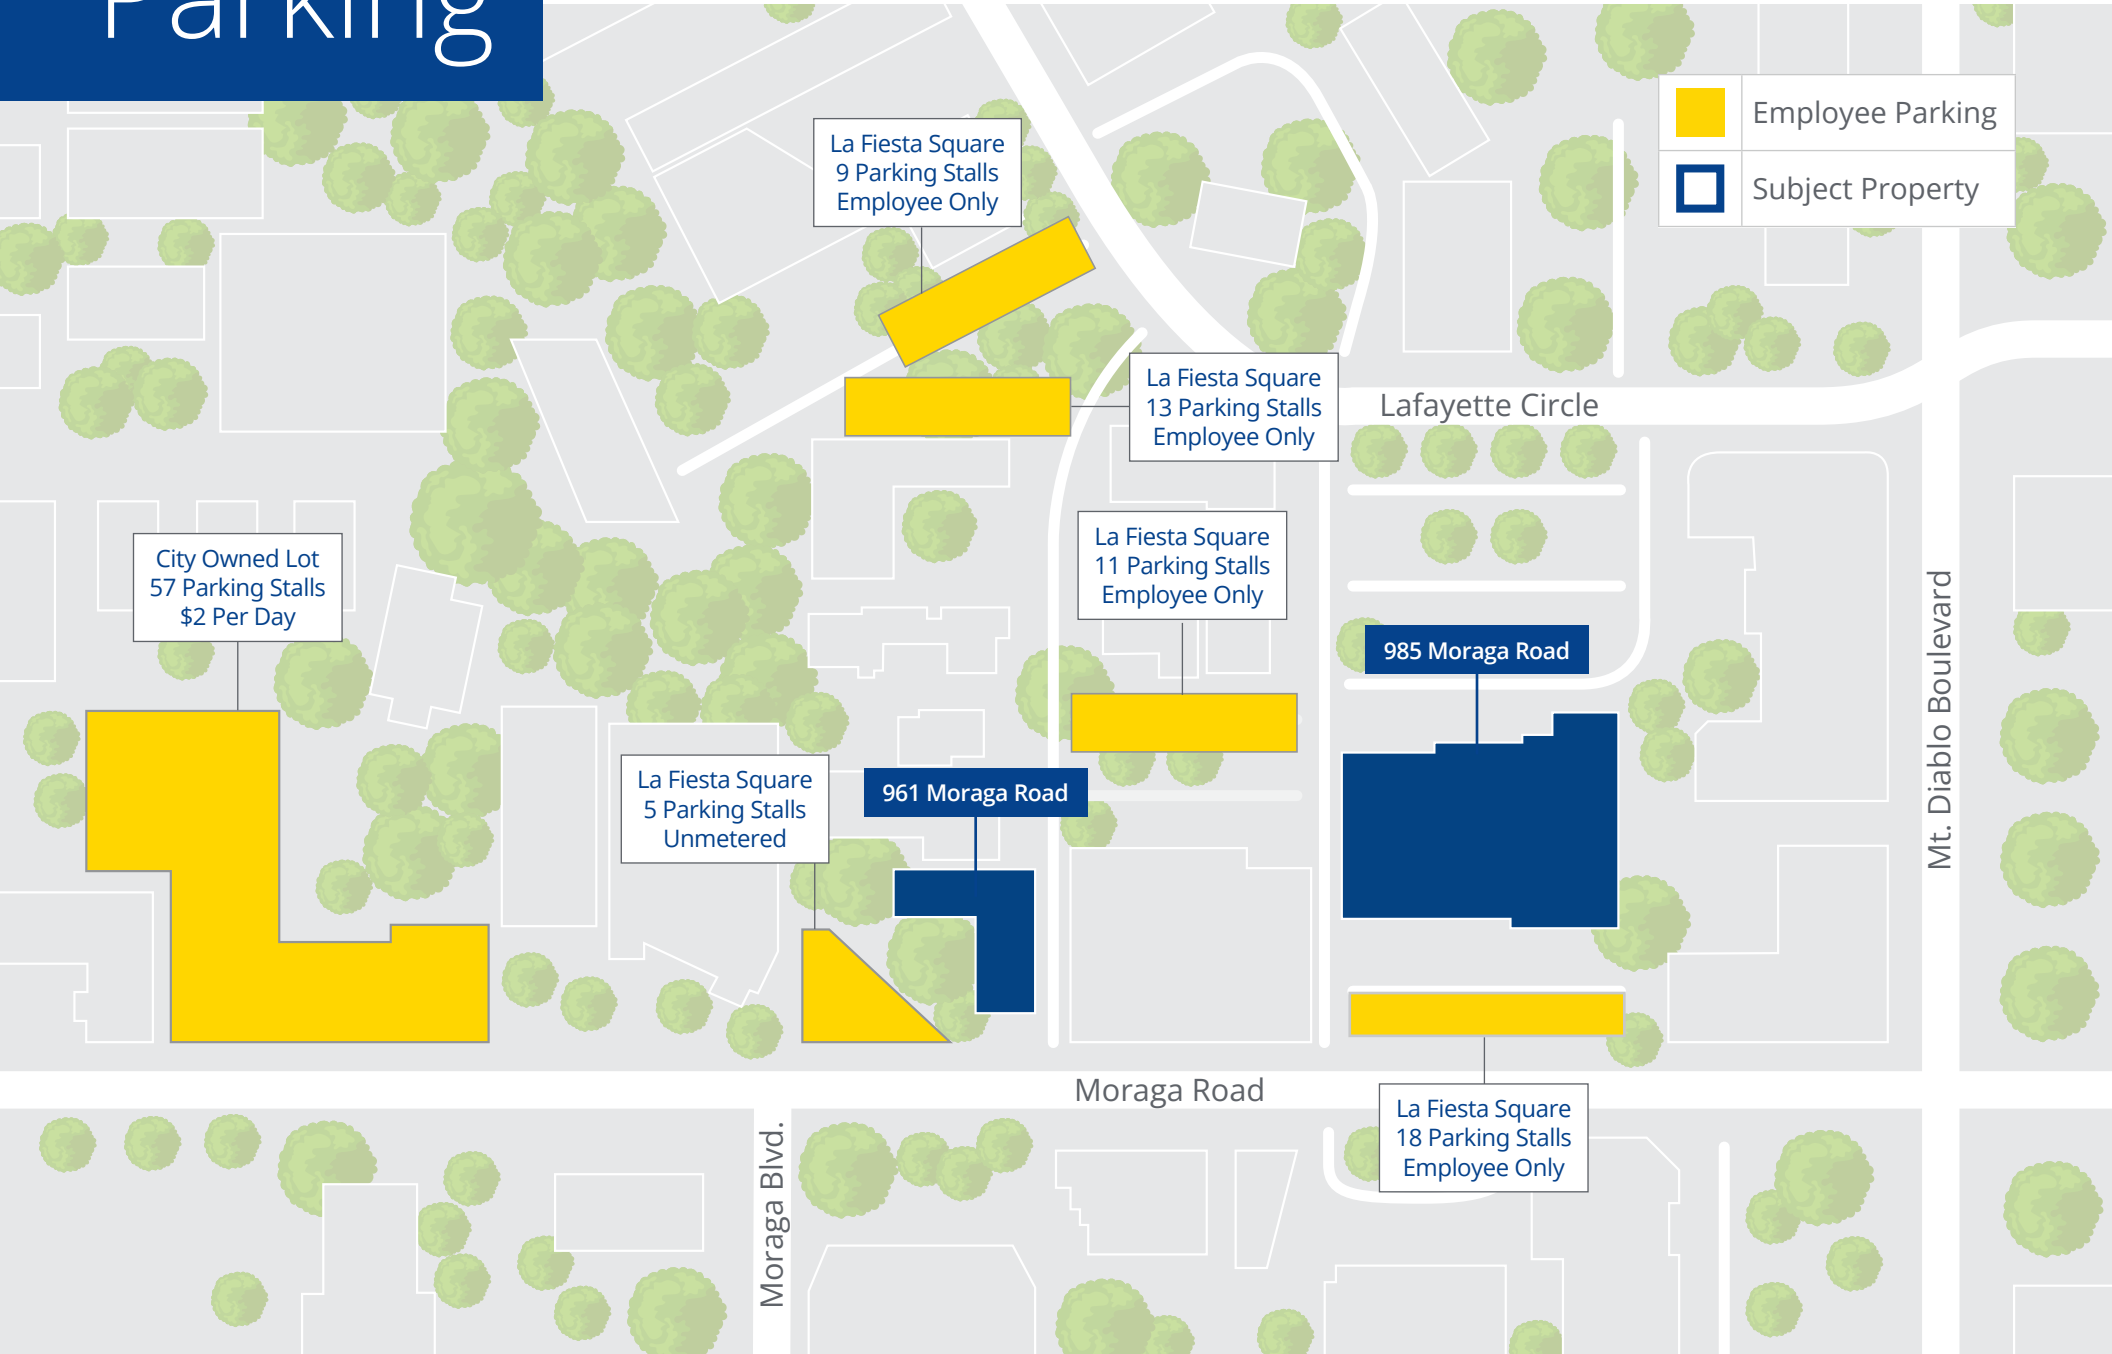 Parking
Employee Parking
Subject Property
La Fiesta Square
9 Parking Stalls
Employee Only
La Fiesta Square
13 Parking Stalls
Employee Only
Lafayette Circle
La Fiesta Square
11 Parking Stalls
Employee Only
City Owned Lot
57 Parking Stalls
$2 Per Day
985 Moraga Road
Mt. Diablo Boulevard
La Fiesta Square
5 Parking Stalls
Unmetered
961 Moraga Road
Moraga Road
La Fiesta Square
18 Parking Stalls
Employee Only
Moraga Blvd.